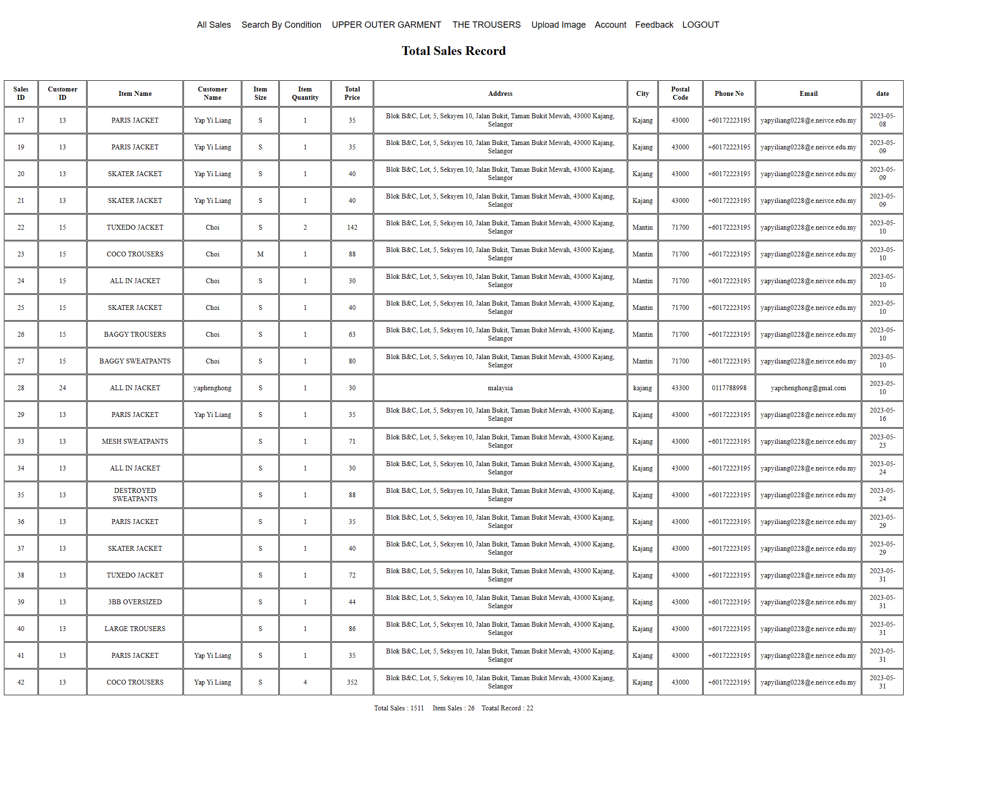 All Sales Search By Condition UPPER OUTER GARMENT THE TROUSERS Upload Image Account Feedback LOGOUT
Total Sales Record
Sales ID Customer ID Item Name Customer Name Item Size Item Quantity Total Price Address City Postal Code Phone No Email date
17 13 PARIS JACKET Yap Yi Liang S 1 35 Blok B&C, Lot, 5, Seksyen 10, Jalan Bukit, Taman Bukit Mewah, 43000 Kajang, Selangor Kajang 43000 +60172223195 yapyiliang0228@e.neivce.edu.my 2023-05-08
19 13 PARIS JACKET Yap Yi Liang S 1 35 Blok B&C, Lot, 5, Seksyen 10, Jalan Bukit, Taman Bukit Mewah, 43000 Kajang, Selangor Kajang 43000 +60172223195 yapyiliang0228@e.neivce.edu.my 2023-05-09
20 13 SKATER JACKET Yap Yi Liang S 1 40 Blok B&C, Lot, 5, Seksyen 10, Jalan Bukit, Taman Bukit Mewah, 43000 Kajang, Selangor Kajang 43000 +60172223195 yapyiliang0228@e.neivce.edu.my 2023-05-09
21 13 SKATER JACKET Yap Yi Liang S 1 40 Blok B&C, Lot, 5, Seksyen 10, Jalan Bukit, Taman Bukit Mewah, 43000 Kajang, Selangor Kajang 43000 +60172223195 yapyiliang0228@e.neivce.edu.my 2023-05-09
22 15 TUXEDO JACKET Choi S 2 142 Blok B&C, Lot, 5, Seksyen 10, Jalan Bukit, Taman Bukit Mewah, 43000 Kajang, Selangor Mantin 71700 +60172223195 yapyiliang0228@e.neivce.edu.my 2023-05-10
23 15 COCO TROUSERS Choi M 1 88 Blok B&C, Lot, 5, Seksyen 10, Jalan Bukit, Taman Bukit Mewah, 43000 Kajang, Selangor Mantin 71700 +60172223195 yapyiliang0228@e.neivce.edu.my 2023-05-10
24 15 ALL IN JACKET Choi S 1 30 Blok B&C, Lot, 5, Seksyen 10, Jalan Bukit, Taman Bukit Mewah, 43000 Kajang, Selangor Mantin 71700 +60172223195 yapyiliang0228@e.neivce.edu.my 2023-05-10
25 15 SKATER JACKET Choi S 1 40 Blok B&C, Lot, 5, Seksyen 10, Jalan Bukit, Taman Bukit Mewah, 43000 Kajang, Selangor Mantin 71700 +60172223195 yapyiliang0228@e.neivce.edu.my 2023-05-10
26 15 BAGGY TROUSERS Choi S 1 63 Blok B&C, Lot, 5, Seksyen 10, Jalan Bukit, Taman Bukit Mewah, 43000 Kajang, Selangor Mantin 71700 +60172223195 yapyiliang0228@e.neivce.edu.my 2023-05-10
27 15 BAGGY SWEATPANTS Choi S 1 80 Blok B&C, Lot, 5, Seksyen 10, Jalan Bukit, Taman Bukit Mewah, 43000 Kajang, Selangor Mantin 71700 +60172223195 yapyiliang0228@e.neivce.edu.my 2023-05-10
28 24 ALL IN JACKET yaphenghong S 1 30 malaysia kajang 43300 0117788998 yapchenghong@gmal.com 2023-05-10
29 13 PARIS JACKET Yap Yi Liang S 1 35 Blok B&C, Lot, 5, Seksyen 10, Jalan Bukit, Taman Bukit Mewah, 43000 Kajang, Selangor Kajang 43000 +60172223195 yapyiliang0228@e.neivce.edu.my 2023-05-16
33 13 MESH SWEATPANTS S 1 71 Blok B&C, Lot, 5, Seksyen 10, Jalan Bukit, Taman Bukit Mewah, 43000 Kajang, Selangor Kajang 43000 +60172223195 yapyiliang0228@e.neivce.edu.my 2023-05-23
34 13 ALL IN JACKET S 1 30 Blok B&C, Lot, 5, Seksyen 10, Jalan Bukit, Taman Bukit Mewah, 43000 Kajang, Selangor Kajang 43000 +60172223195 yapyiliang0228@e.neivce.edu.my 2023-05-24
35 13 DESTROYED SWEATPANTS S 1 88 Blok B&C, Lot, 5, Seksyen 10, Jalan Bukit, Taman Bukit Mewah, 43000 Kajang, Selangor Kajang 43000 +60172223195 yapyiliang0228@e.neivce.edu.my 2023-05-24
36 13 PARIS JACKET S 1 35 Blok B&C, Lot, 5, Seksyen 10, Jalan Bukit, Taman Bukit Mewah, 43000 Kajang, Selangor Kajang 43000 +60172223195 yapyiliang0228@e.neivce.edu.my 2023-05-29
37 13 SKATER JACKET S 1 40 Blok B&C, Lot, 5, Seksyen 10, Jalan Bukit, Taman Bukit Mewah, 43000 Kajang, Selangor Kajang 43000 +60172223195 yapyiliang0228@e.neivce.edu.my 2023-05-29
38 13 TUXEDO JACKET S 1 72 Blok B&C, Lot, 5, Seksyen 10, Jalan Bukit, Taman Bukit Mewah, 43000 Kajang, Selangor Kajang 43000 +60172223195 yapyiliang0228@e.neivce.edu.my 2023-05-31
39 13 3BB OVERSIZED S 1 44 Blok B&C, Lot, 5, Seksyen 10, Jalan Bukit, Taman Bukit Mewah, 43000 Kajang, Selangor Kajang 43000 +60172223195 yapyiliang0228@e.neivce.edu.my 2023-05-31
40 13 LARGE TROUSERS S 1 86 Blok B&C, Lot, 5, Seksyen 10, Jalan Bukit, Taman Bukit Mewah, 43000 Kajang, Selangor Kajang 43000 +60172223195 yapyiliang0228@e.neivce.edu.my 2023-05-31
41 13 PARIS JACKET Yap Yi Liang S 1 35 Blok B&C, Lot, 5, Seksyen 10, Jalan Bukit, Taman Bukit Mewah, 43000 Kajang, Selangor Kajang 43000 +60172223195 yapyiliang0228@e.neivce.edu.my 2023-05-31
42 13 COCO TROUSERS Yap Yi Liang S 4 352 Blok B&C, Lot, 5, Seksyen 10, Jalan Bukit, Taman Bukit Mewah, 43000 Kajang, Selangor Kajang 43000 +60172223195 yapyiliang0228@e.neivce.edu.my 2023-05-31
Total Sales : 1511 Item Sales : 26 Toatal Record : 22